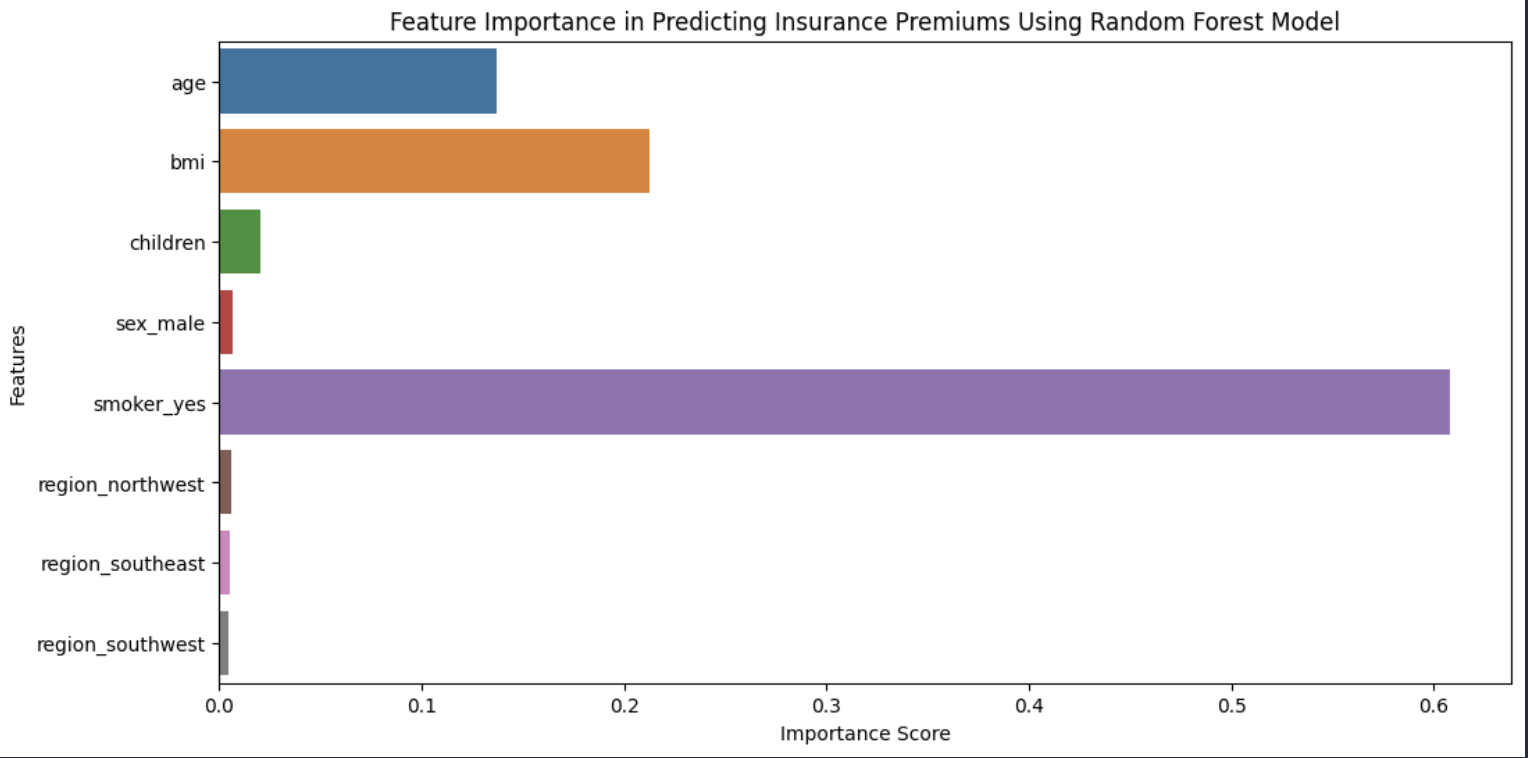 Feature Importance in Predicting Insurance Premiums Using Random Forest Model
age
bmi
children
sex_male
smoker_yes
region_northwest
region_southeast
region_southwest
Features
0.0 0.1 0.2 0.3 0.4 0.5 0.6
Importance Score